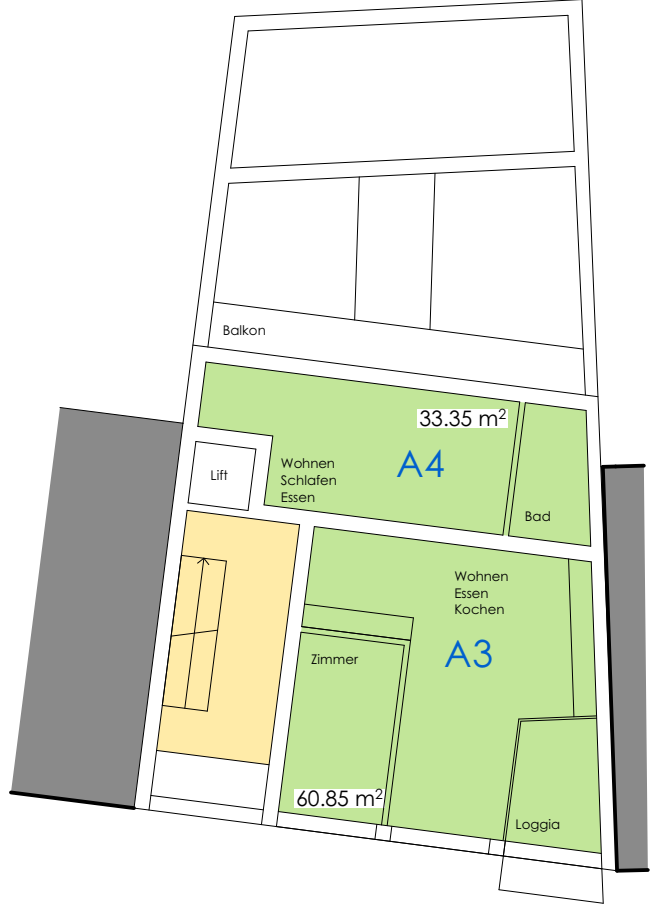 Balkon
33.35 m²
A4
Lift
Wohnen
Schlafen
Essen
Bad
Wohnen
Essen
Kochen
A3
Zimmer
60.85 m²
Loggia